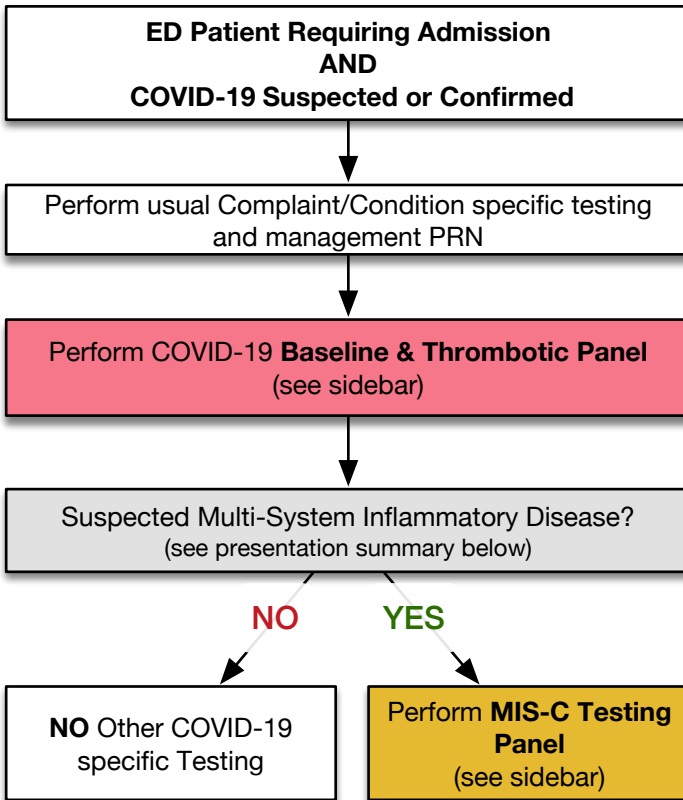 ED Patient Requiring Admission
AND
COVID-19 Suspected or Confirmed
Perform usual Complaint/Condition specific testing
and management PRN
Perform COVID-19 Baseline & Thrombotic Panel
(see sidebar)
Suspected Multi-System Inflammatory Disease?
(see presentation summary below)
NO
YES
NO Other COVID-19
specific Testing
Perform MIS-C Testing
Panel
(see sidebar)